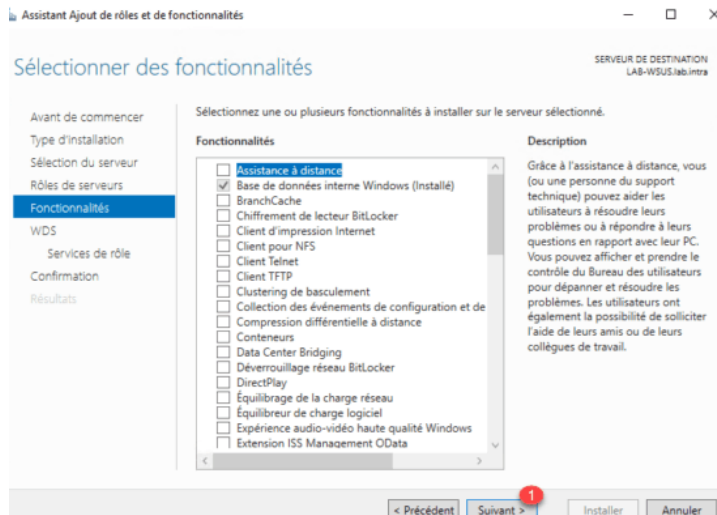 Assistant Ajout de rôles et de fonctionnalités
Sélectionner des fonctionnalités
SERVEUR DE DESTINATION
LAB-WSUS.lab.intra
Avant de commencer
Type d'installation
Sélection du serveur
Rôles de serveurs
Fonctionnalités
WDS
Services de rôle
Confirmation
Résultats
Sélectionnez une ou plusieurs fonctionnalités à installer sur le serveur sélectionné.
Fonctionnalités
Assistance à distance
Base de données interne Windows (Installé)
BranchCache
Chiffrement de lecteur BitLocker
Client d'impression Internet
Client pour NFS
Client Telnet
Client TFTP
Clustering de basculement
Collection des événements de configuration et de
Compression différentielle à distance
Conteneurs
Data Center Bridging
Déverrouillage réseau BitLocker
DirectPlay
Équilibrage de la charge réseau
Équilibreur de charge logiciel
Expérience audio-vidéo haute qualité Windows
Extension ISS Management OData
Description
Grâce à l'assistance à distance, vous
(ou une personne du support
technique) pouvez aider les
utilisateurs à résoudre leurs
problèmes ou à répondre à leurs
questions en rapport avec leur PC.
Vous pouvez afficher et prendre le
contrôle du Bureau des utilisateurs
pour dépanner et résoudre les
problèmes. Les utilisateurs ont
également la possibilité de solliciter
l'aide de leurs amis ou de leurs
collègues de travail.
1
< Précédent
Suivant >
Installer
Annuler